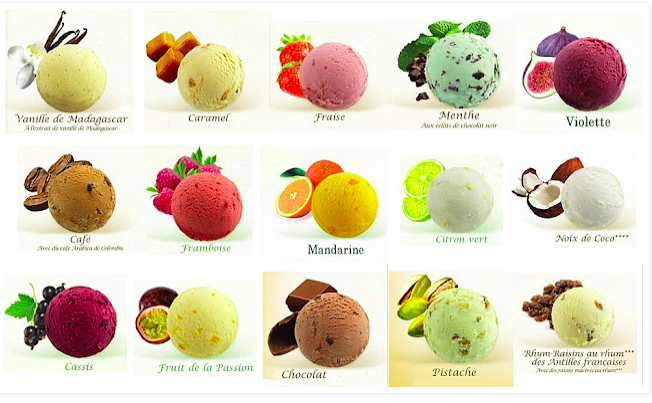 Vanille de Madagascar
A l'extrait de vanille de Madagascar
Caramel
Fraise
Menthe
Aux éclats de chocolat noir
Violette
Café
Avec du café Arabica de Colombie
Framboise
Mandarine
Citron vert
Noix de Coco****
Cassis
Fruit de la Passion
Chocolat
Pistache
Rhum-Raisins au rhum***
des Antilles françaises
Avec des raisins macérés au rhum***